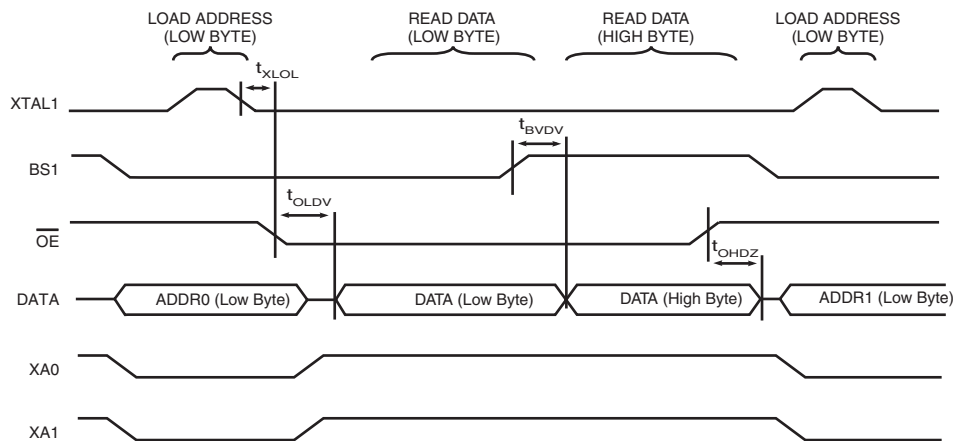 LOAD ADDRESS
(LOW BYTE)
READ DATA
(LOW BYTE)
READ DATA
(HIGH BYTE)
LOAD ADDRESS
(LOW BYTE)
tXLOL
XTAL1
tBVDV
BS1
tOLDV
OE
tOHDZ
DATA
ADDR0 (Low Byte)
DATA (Low Byte)
DATA (High Byte)
ADDR1 (Low Byte)
XA0
XA1